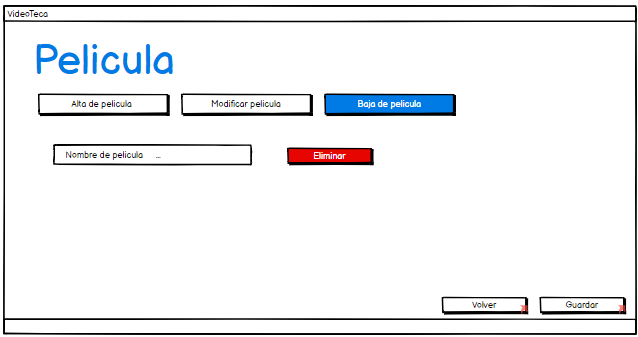 VideoTeca
Pelicula
Alta de pelicula
Modificar pelicula
Baja de pelicula
Nombre de pelicula ...
Eliminar
Volver
Guardar